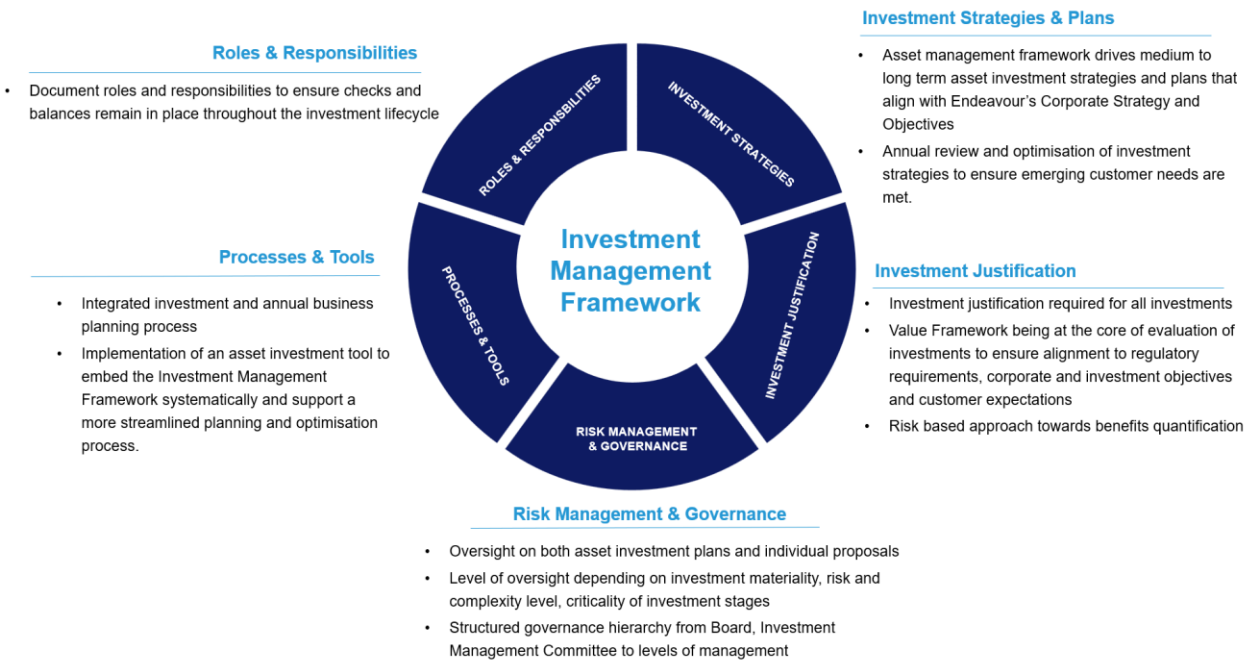 Investment Strategies & Plans
• Asset management framework drives medium to
long term asset investment strategies and plans that
align with Endeavour's Corporate Strategy and
Objectives
• Annual review and optimisation of investment
strategies to ensure emerging customer needs are
met.
Roles & Responsibilities
• Document roles and responsibilities to ensure checks and
balances remain in place throughout the investment lifecycle
ROLES & RESPONSBILITIES
INVESTMENT STRATEGIES
INVESTMENT JUSTIFICATION
RISK MANAGEMENT
& GOVERNANCE
PROCESSES & TOOLS
Investment
Management
Framework
Processes & Tools
• Integrated investment and annual business
planning process
• Implementation of an asset investment tool to
embed the Investment Management
Framework systematically and support a
more streamlined planning and optimisation
process.
Investment Justification
• Investment justification required for all investments
• Value Framework being at the core of evaluation of
investments to ensure alignment to regulatory
requirements, corporate and investment objectives
and customer expectations
• Risk based approach towards benefits quantification
Risk Management & Governance
• Oversight on both asset investment plans and individual proposals
• Level of oversight depending on investment materiality, risk and
complexity level, criticality of investment stages
• Structured governance hierarchy from Board, Investment
Management Committee to levels of management